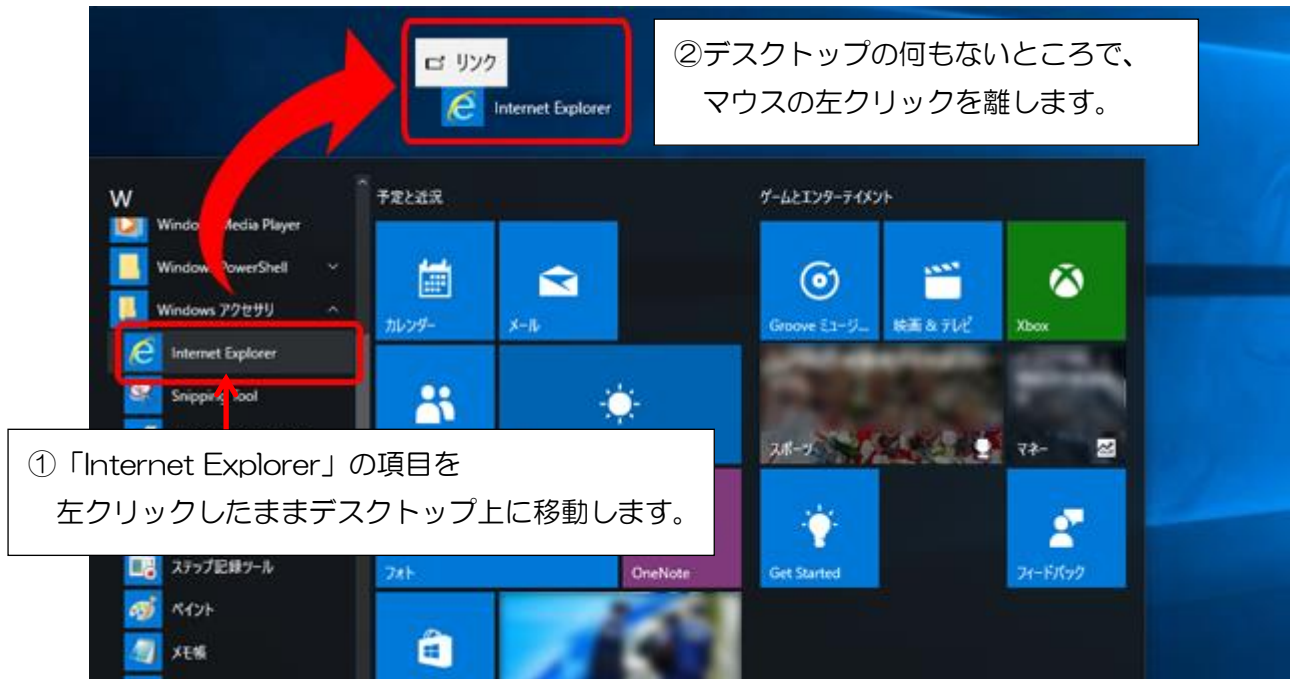 リンク
Internet Explorer
②デスクトップの何もないところで、
マウスの左クリックを離します。
W
Windo Media Player
Window PowerShell
Windows アクセサリ
Internet Explorer
Snipping Tool
①「Internet Explorer」の項目を
左クリックしたままデスクトップ上に移動します。
ステップ記録ツール
ペイント
メモ帳
予定と近況
カレンダー
メール
フォト
OneNote
ゲームとエンターテイメント
Groove ミュージ...
映画 & テレビ
Xbox
スポーツ
マネー
Get Started
フィードバック